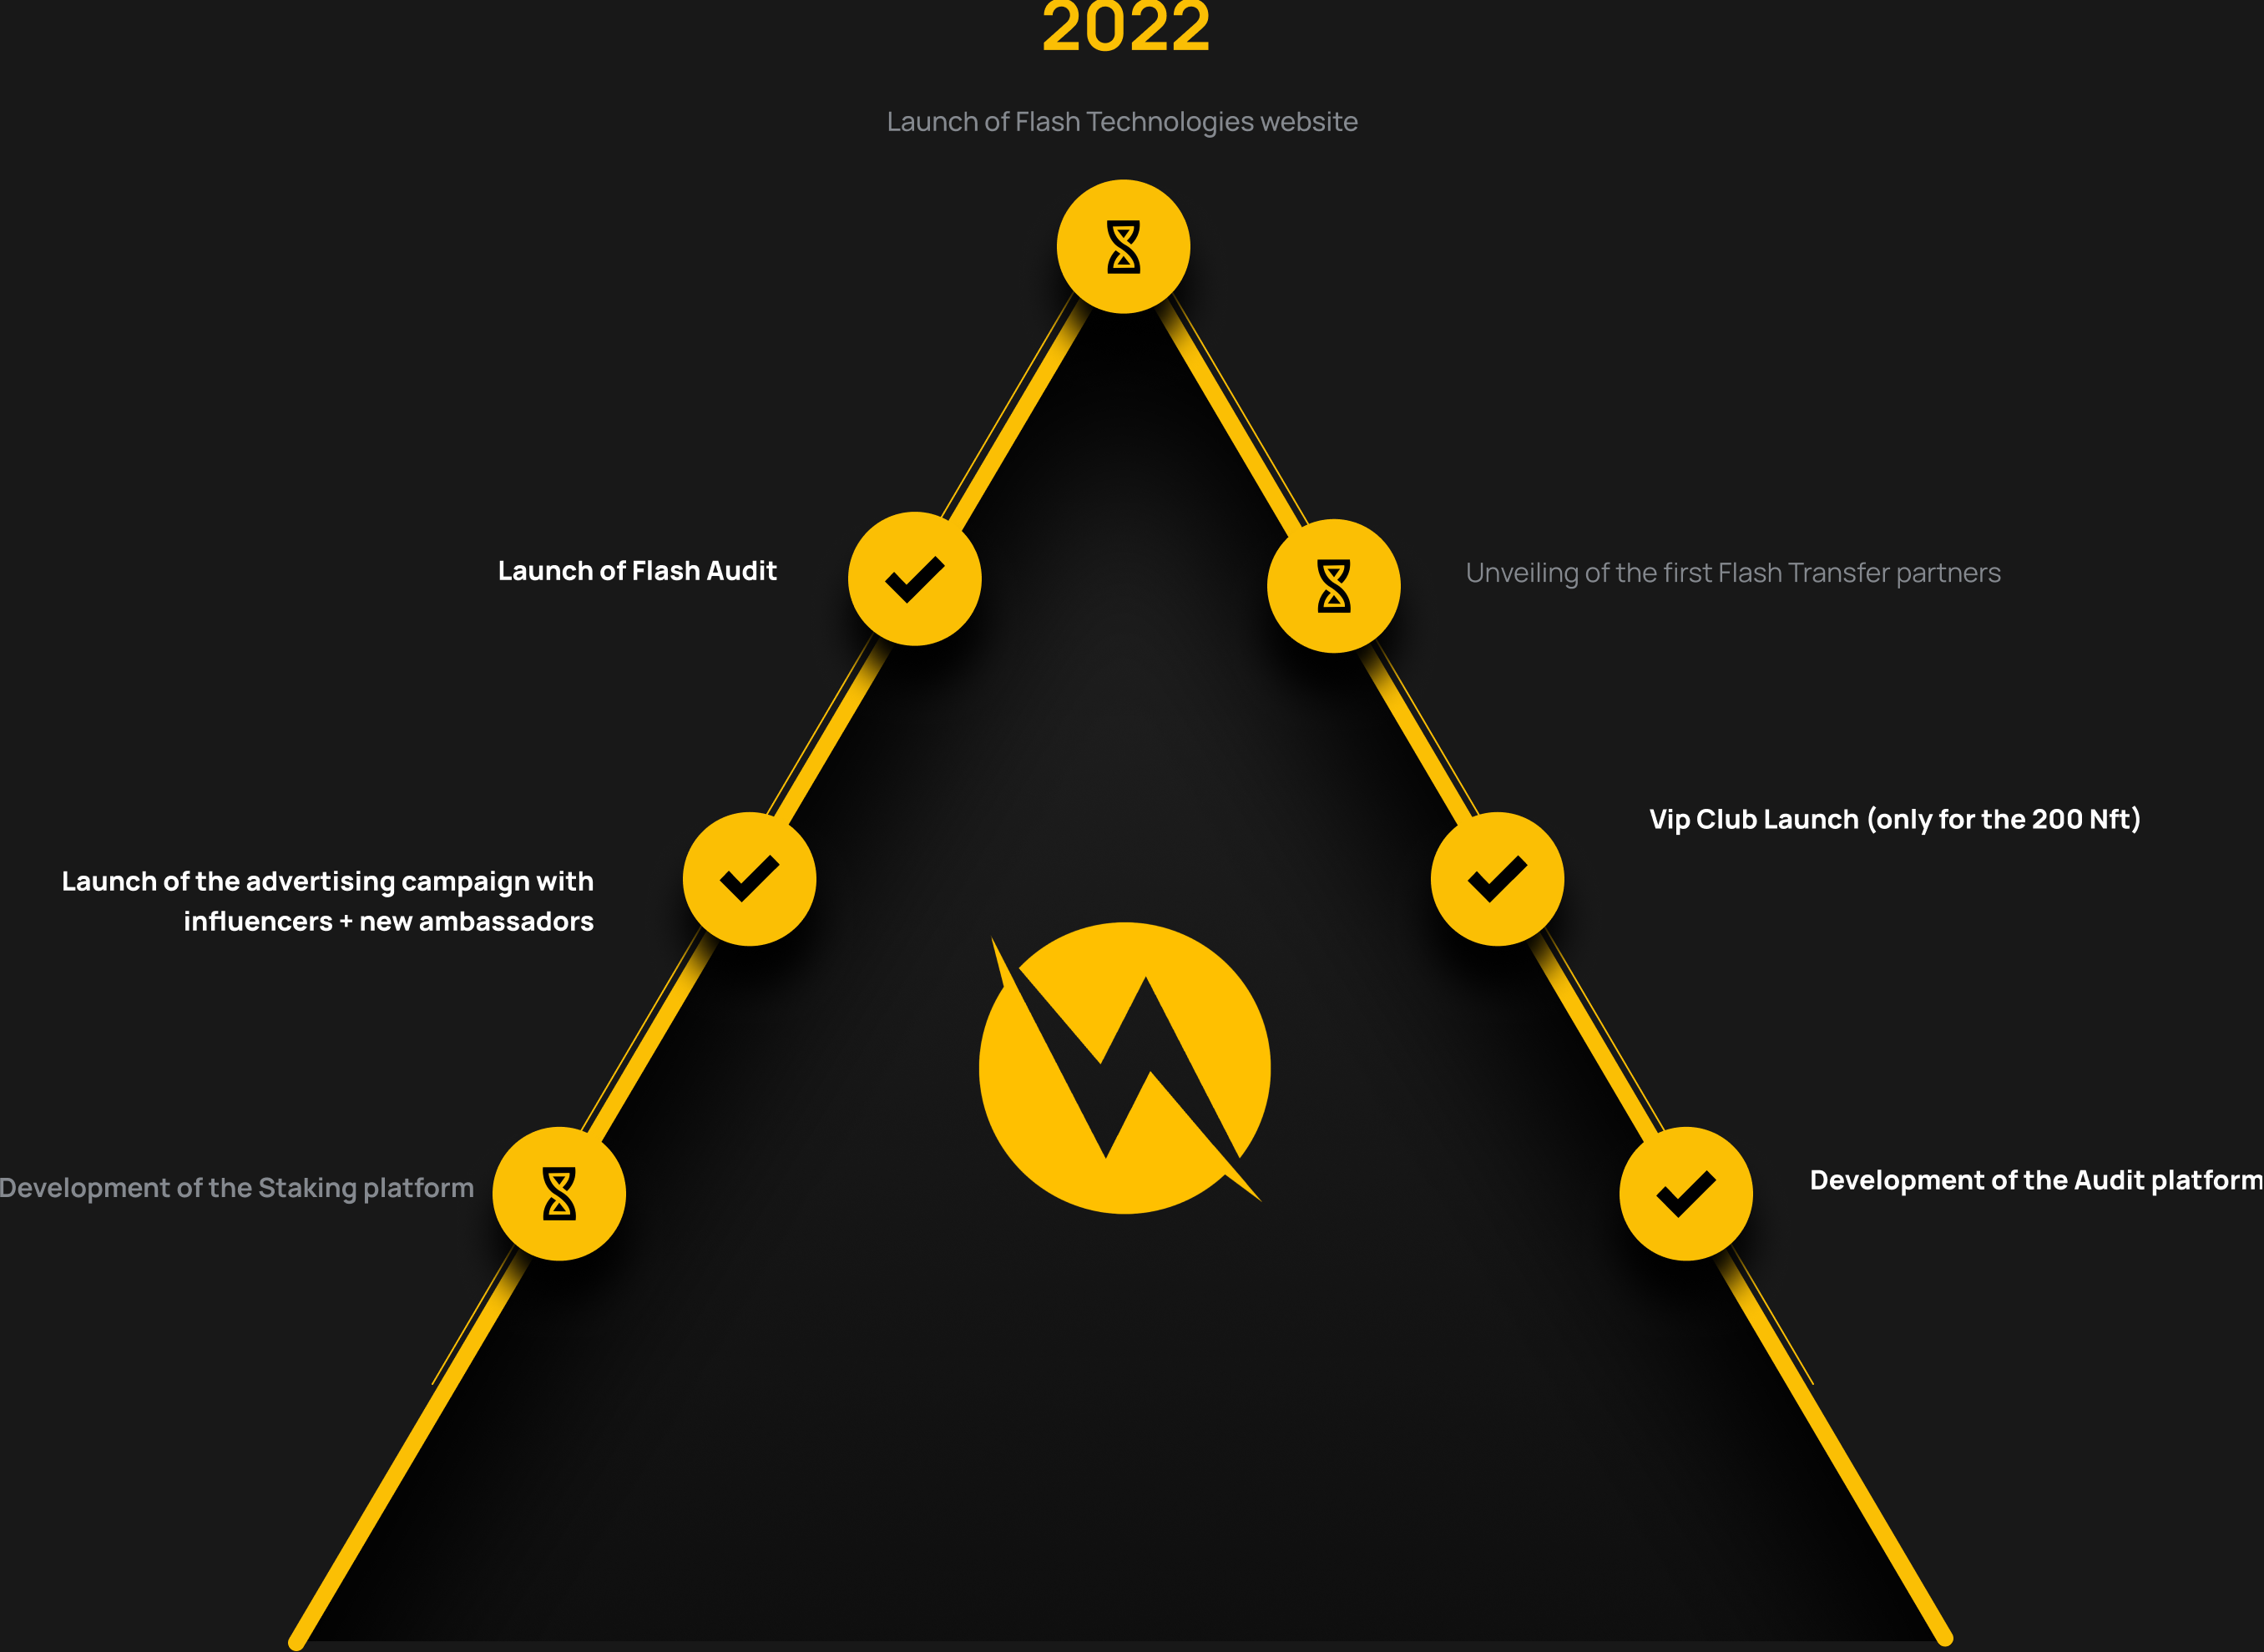 2022
Launch of Flash Technologies website
Launch of Flash Audit
Unveiling of the first Flash Transfer partners
Vip Club Launch (only for the 200 Nft)
Launch of the advertising campaign with
influencers + new ambassadors
Development of the Staking platform
Development of the Audit platform